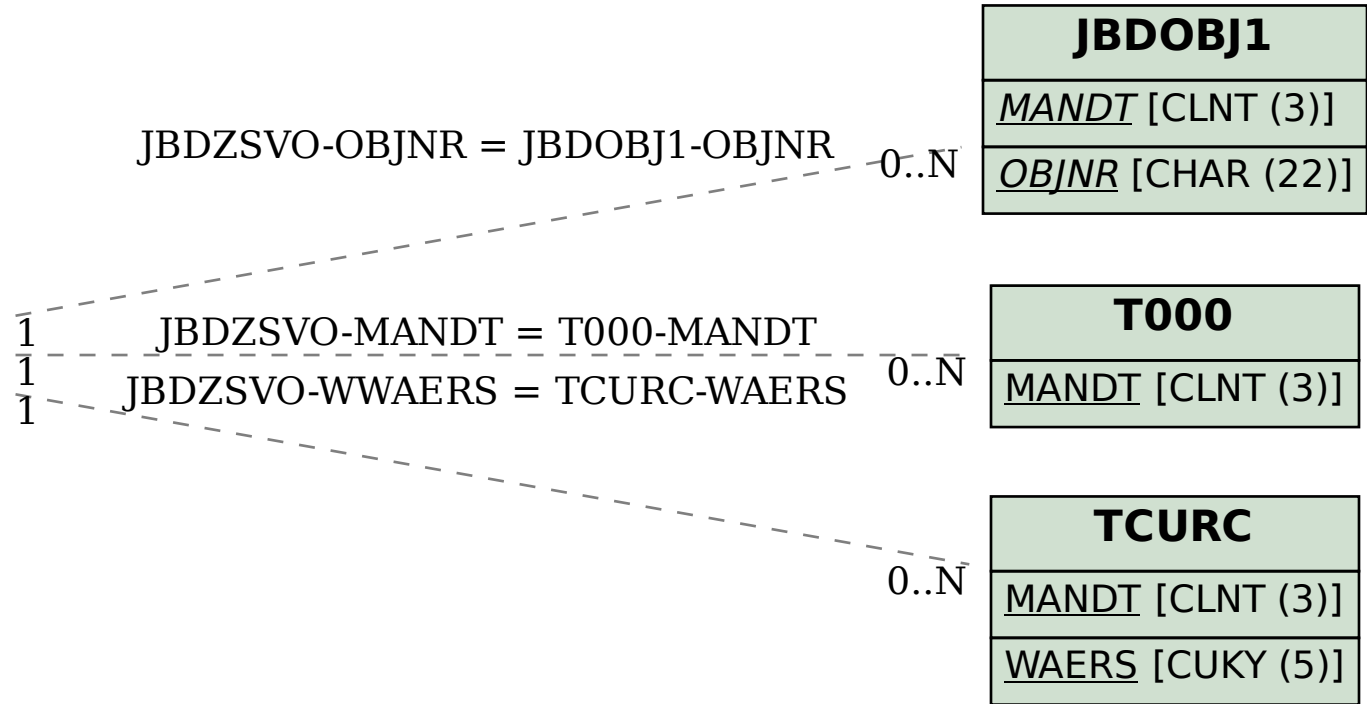 JBDOBJ1
MANDT [CLNT (3)]
JBDZSVO-OBJNR = JBDOBJ1-OBJNR
0..N
OBJNR [CHAR (22)]
T000
1
JBDZSVO-MANDT = T000-MANDT
1
0..N
MANDT [CLNT (3)]
1
JBDZSVO-WWAERS = TCURC-WAERS
TCURC
0..N
MANDT [CLNT (3)]
WAERS [CUKY (5)]